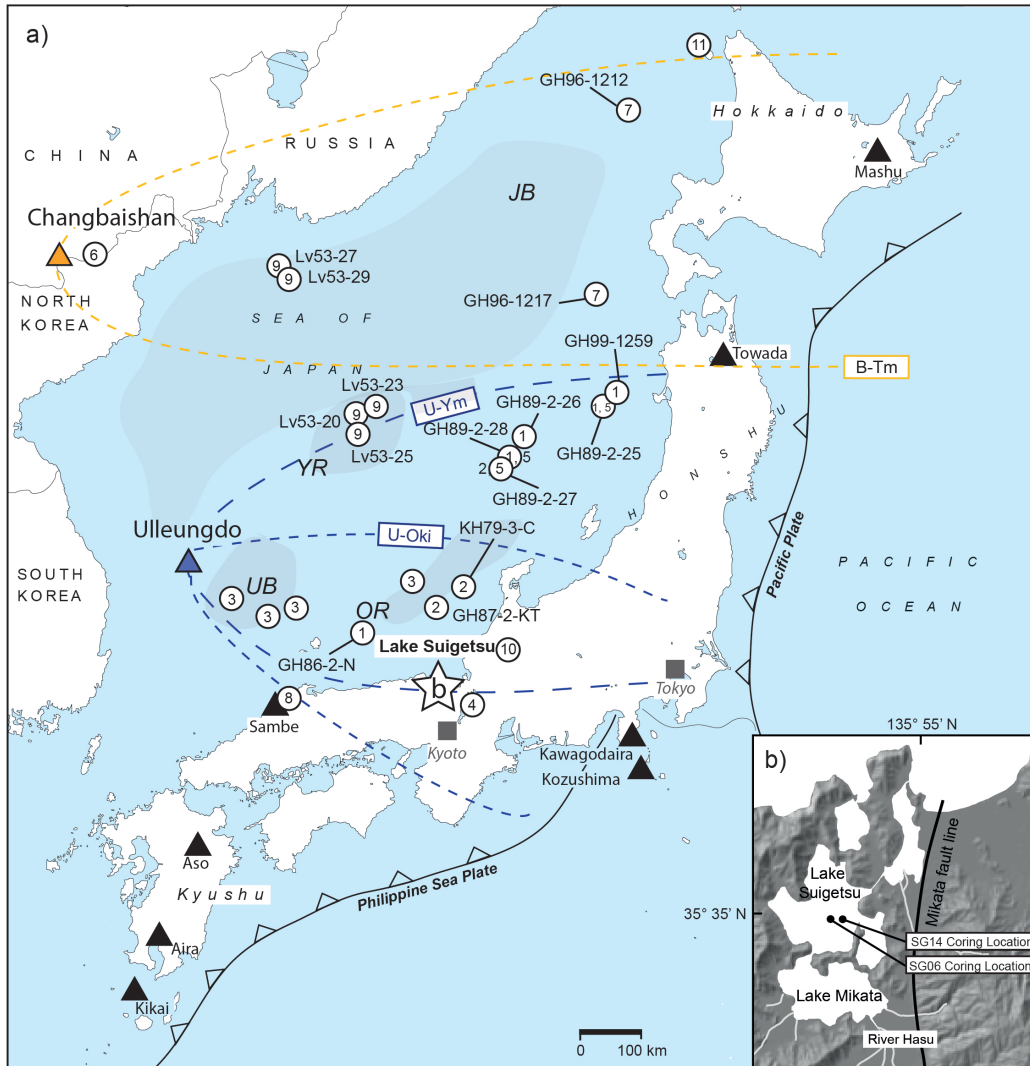 a)
11
GH96-1212
7
Hokkaido
Mashu
RUSSIA
CHINA
JB
Changbaishan
6
Lv53-27
9
9
Lv53-29
NORTH
KOREA
SEA OF
JAPAN
GH96-1217
7
GH99-1259
Towada
B-Tm
Lv53-23
9
U-Ym
GH89-2-26
1
1, 5
Lv53-20
9
9
Lv53-25
GH89-2-28
1
1, 5
GH89-2-25
2
5
GH89-2-27
YR
HONSHU
Ulleungdo
U-Oki
KH79-3-C
SOUTH
KOREA
UB
3
3
3
3
2
2
GH87-2-KT
OR
1
GH86-2-N
Lake Suigetsu
10
b
4
8
Sambe
Kyoto
Tokyo
Pacific Plate
PACIFIC
OCEAN
Kawagodaira
Kozushima
Aso
Kyushu
Aira
Kikai
Philippine Sea Plate
0 100 km
135° 55’ N
b)
Mikata fault line
Lake
Suigetsu
35° 35’ N
SG14 Coring Location
SG06 Coring Location
Lake Mikata
River Hasu